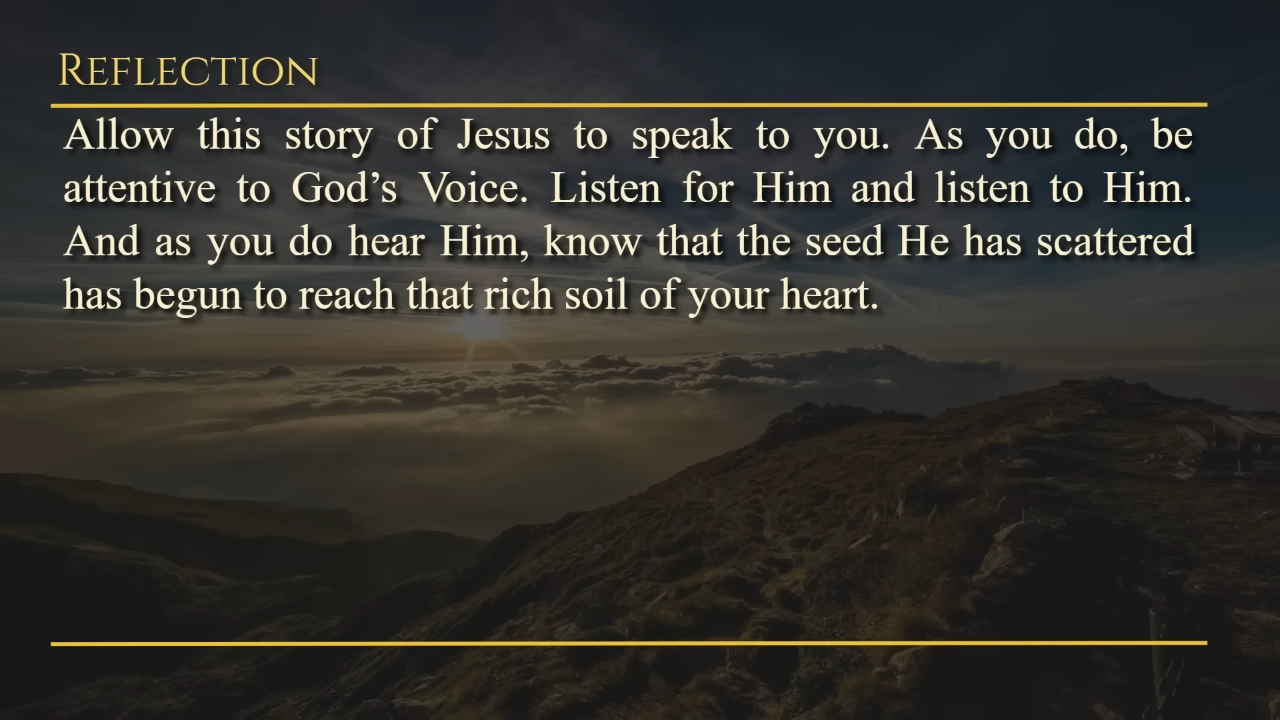 Reflection
Allow this story of Jesus to speak to you. As you do, be
attentive to God’s Voice. Listen for Him and listen to Him.
And as you do hear Him, know that the seed He has scattered
has begun to reach that rich soil of your heart.